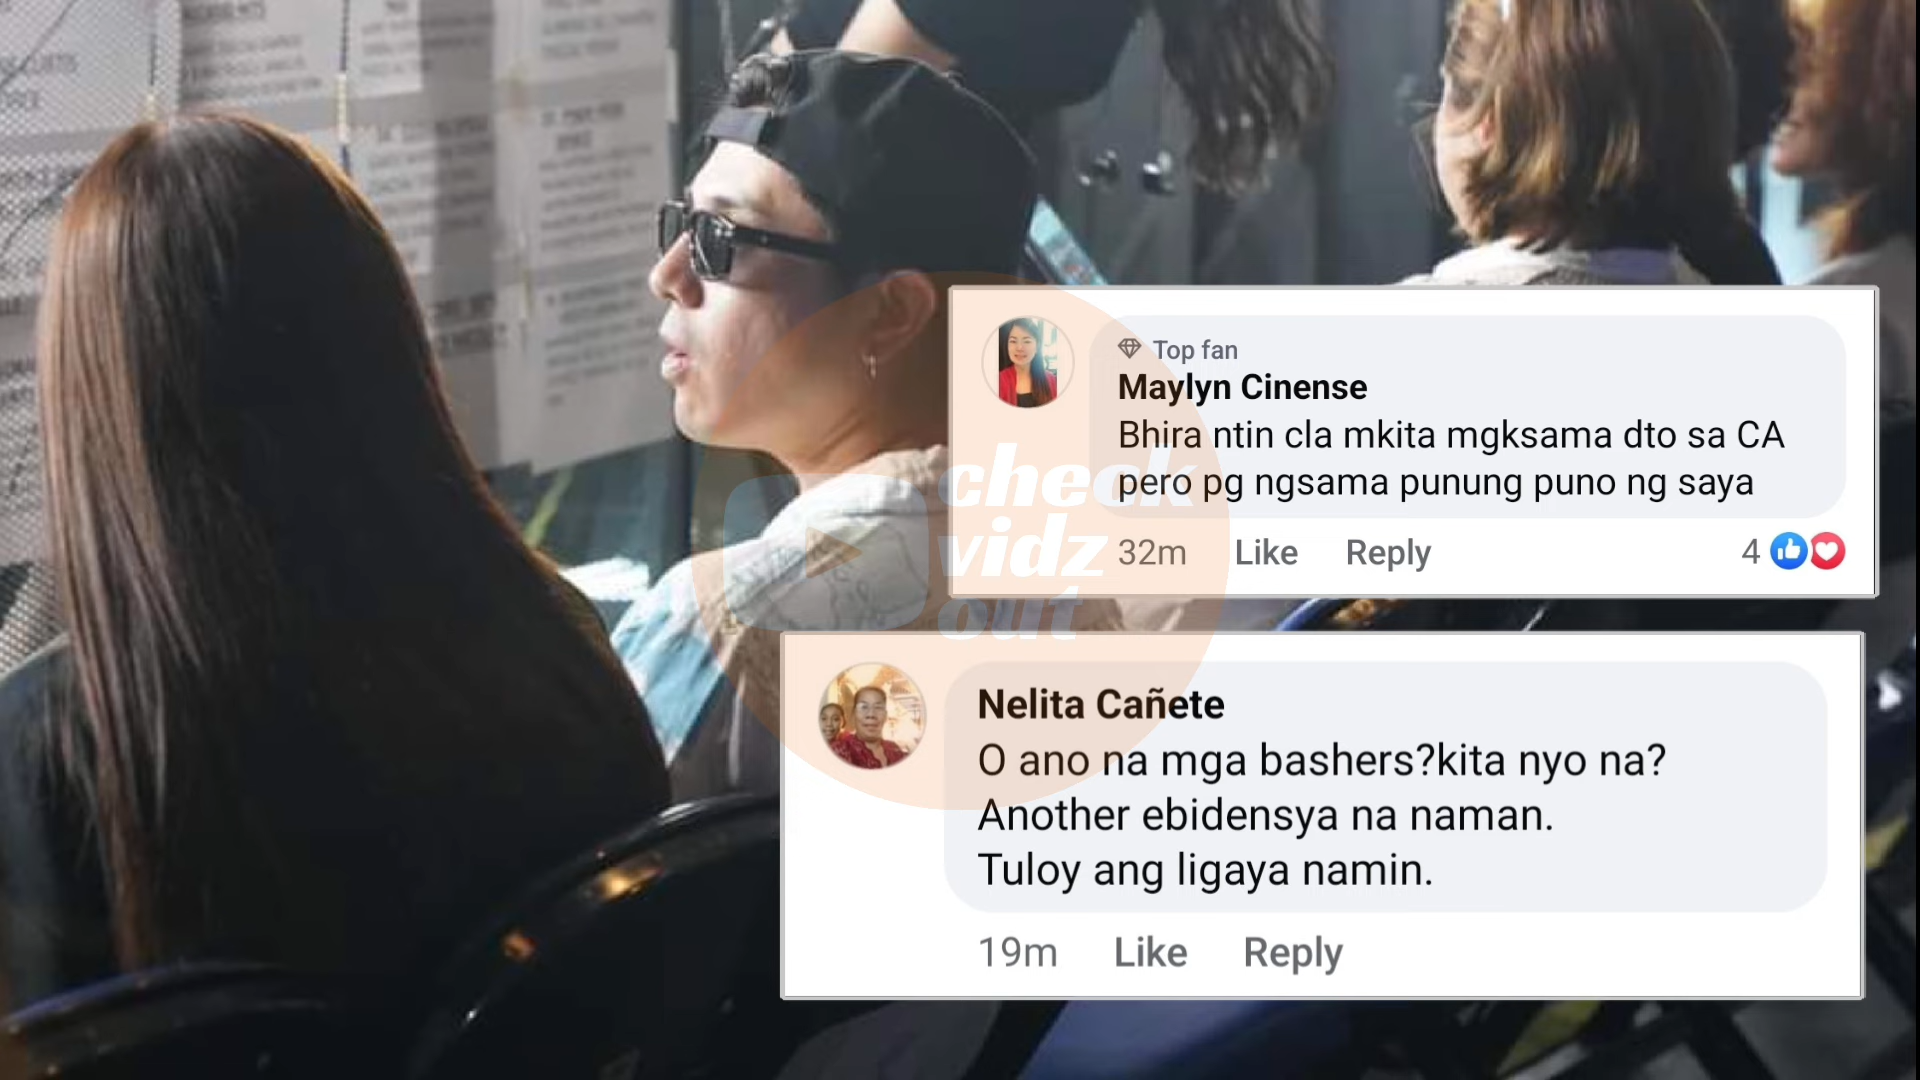 Top fan
Maylyn Cinense
Bhira ntin cla mkita mgksama dto sa CA
pero pg ngsama punung puno ng saya
32m Like Reply 4
check
vidz
out
Nelita Cañete
O ano na mga bashers?kita nyo na?
Another ebidensya na naman.
Tuloy ang ligaya namin.
19m Like Reply